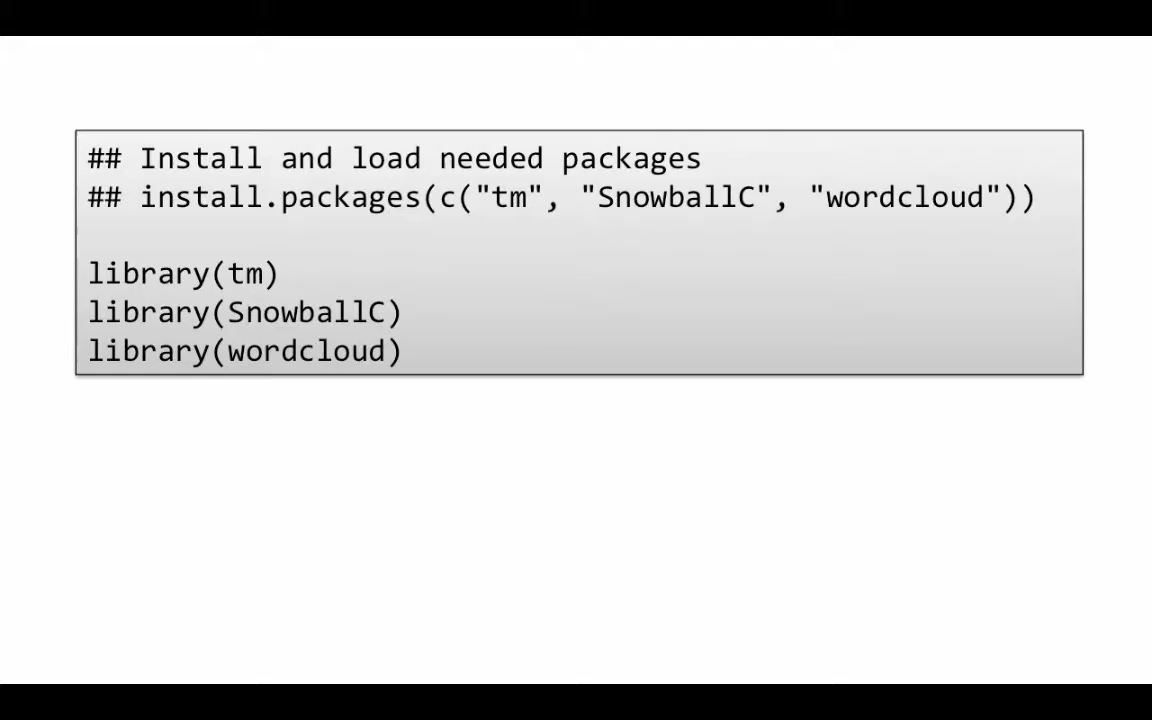 ## Install and load needed packages
## install.packages(c("tm", "SnowballC", "wordcloud"))
library(tm)
library(SnowballC)
library(wordcloud)